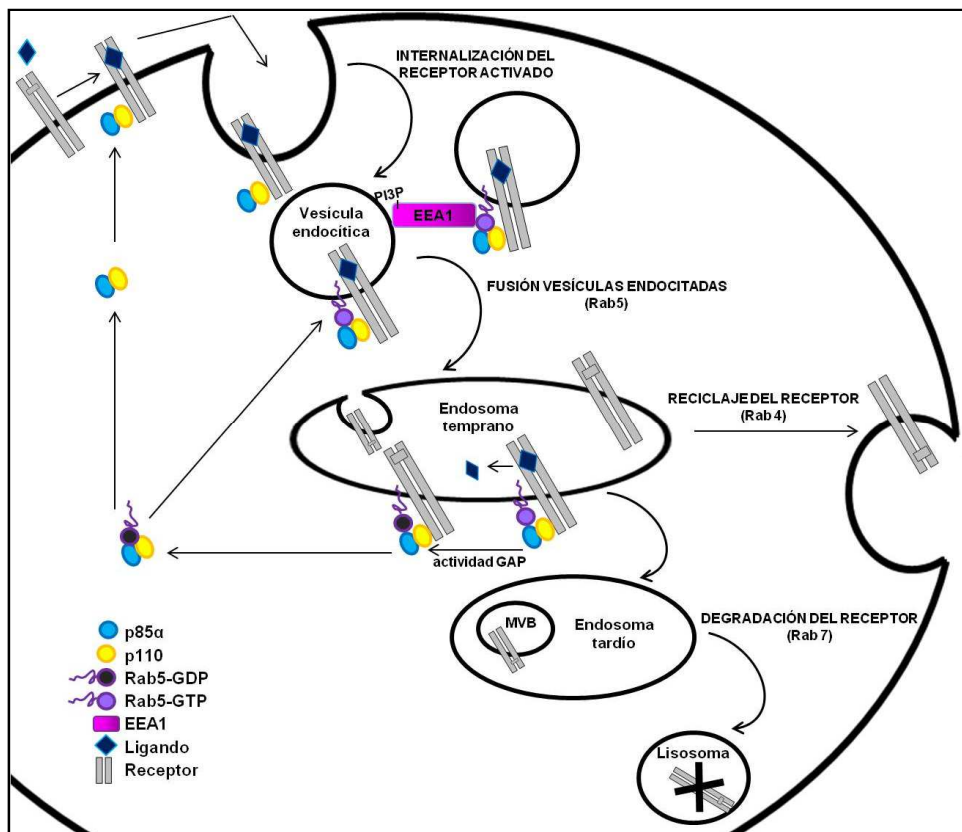 INTERNALIZACIÓN DEL
RECEPTOR ACTIVADO
PI3P
EEA1
Vesícula
endocítica
FUSIÓN VESÍCULAS ENDOCITADAS
(Rab5)
Endosoma
temprano
RECICLAJE DEL RECEPTOR
(Rab 4)
actividad GAP
MVB
Endosoma
tardío
DEGRADACIÓN DEL RECEPTOR
(Rab 7)
Lisosoma
p85α
p110
Rab5-GDP
Rab5-GTP
EEA1
Ligando
Receptor